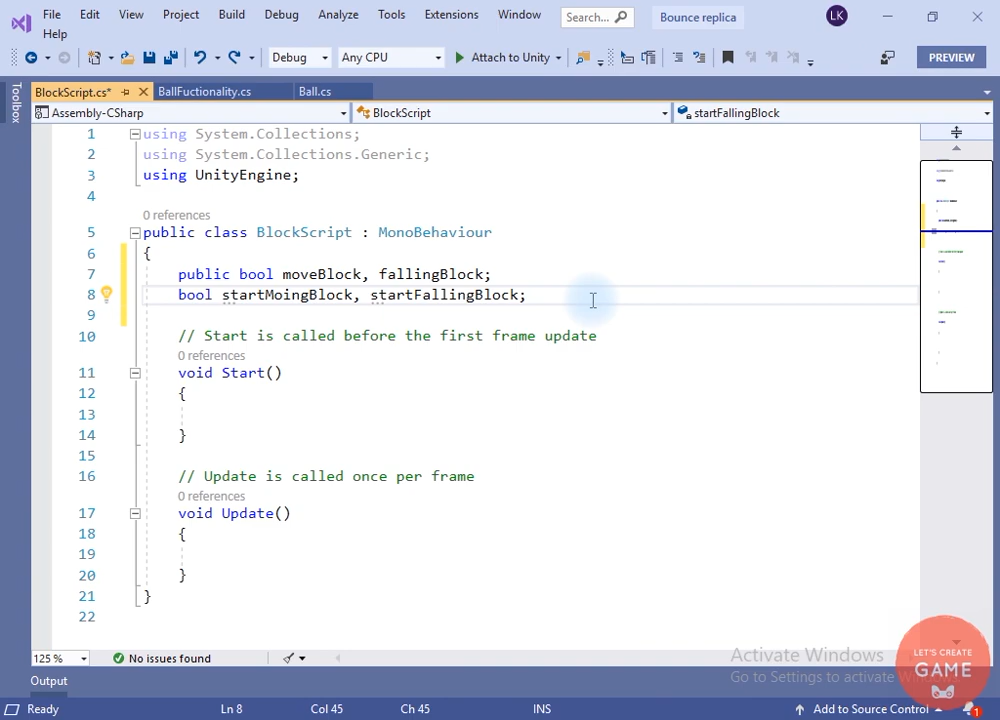 File Edit View Project Build Debug Analyze Tools Extensions Window Search... Bounce replica LK
Help
Debug Any CPU Attach to Unity PREVIEW
Toolbox
BlockScript.cs* BallFuctionality.cs Ball.cs
Assembly-CSharp BlockScript startFallingBlock
1 using System.Collections;
2 using System.Collections.Generic;
3 using UnityEngine;
4
0 references
5 public class BlockScript : MonoBehaviour
6 {
7 public bool moveBlock, fallingBlock;
8 bool startMoingBlock, startFallingBlock;
9
10 // Start is called before the first frame update
0 references
11 void Start()
12 {
13
14 }
15
16 // Update is called once per frame
0 references
17 void Update()
18 {
19
20 }
21 }
22
125 % No issues found
Activate Windows
Go to Settings to activate Windows.
LET'S CREATE
GAME
Output
Ready Ln 8 Col 45 Ch 45 INS Add to Source Control 1